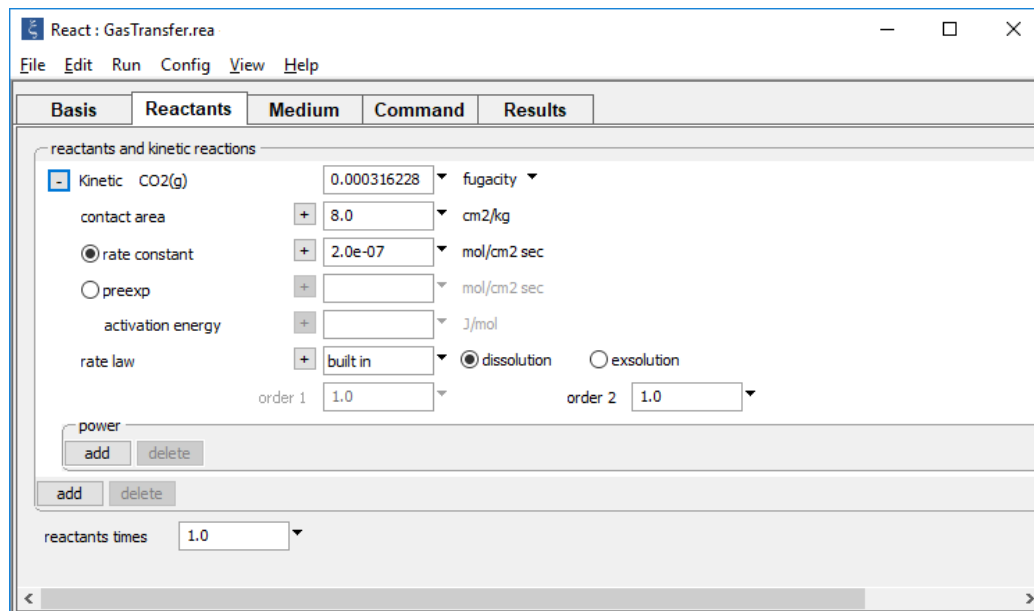 React : GasTransfer.rea
File Edit Run Config View Help
Basis Reactants Medium Command Results
reactants and kinetic reactions
- Kinetic CO2(g) 0.000316228 fugacity
contact area + 8.0 cm2/kg
rate constant + 2.0e-07 mol/cm2 sec
preexp + mol/cm2 sec
activation energy + J/mol
rate law + built in dissolution exsolution
order 1 1.0 order 2 1.0
power
add delete
add delete
reactants times 1.0